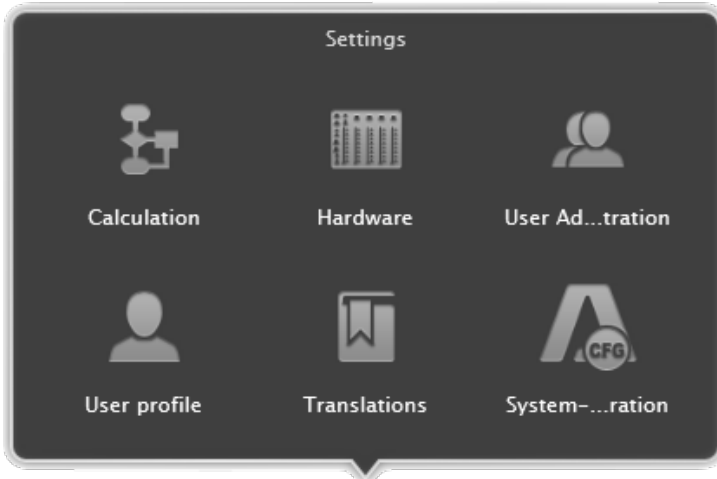 Settings
Calculation
Hardware
User Ad...tration
User profile
Translations
CFG
System-...ration